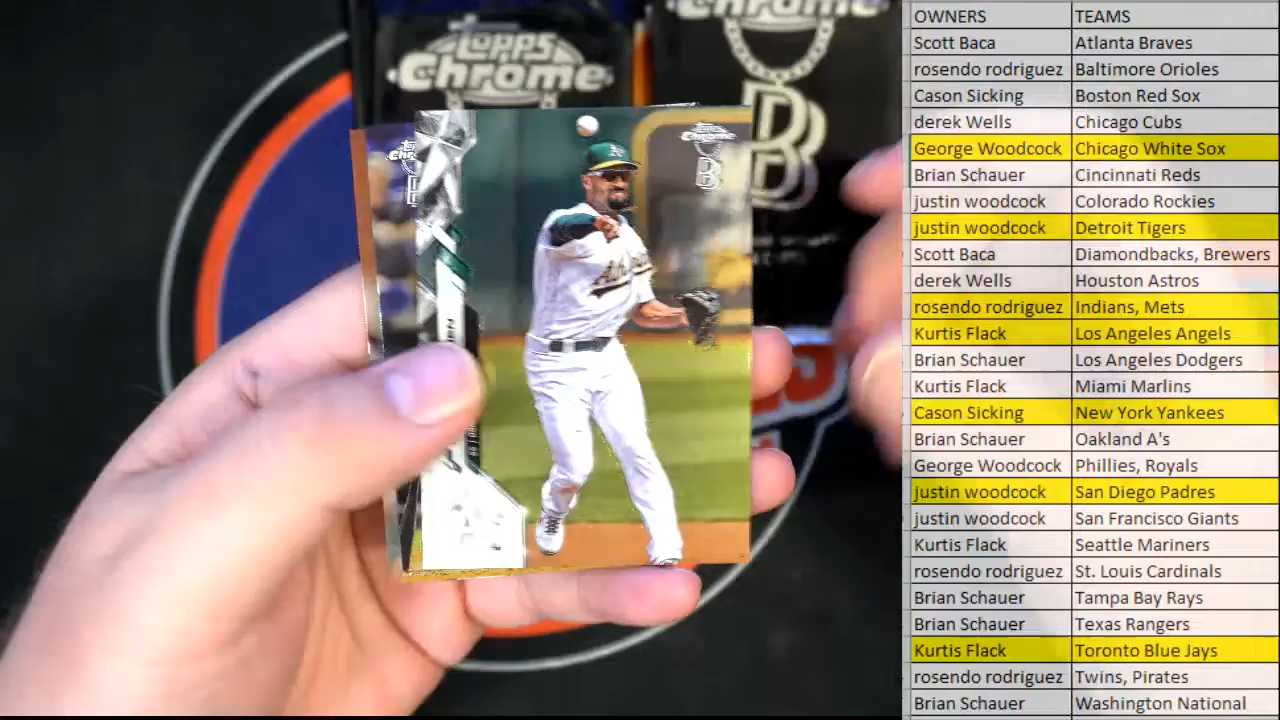 Topps
Chrome
Chrome
B
Topps
Chrome
B
A's
OWNERS TEAMS
Scott Baca Atlanta Braves
rosendo rodriguez Baltimore Orioles
Cason Sicking Boston Red Sox
derek Wells Chicago Cubs
George Woodcock Chicago White Sox
Brian Schauer Cincinnati Reds
justin woodcock Colorado Rockies
justin woodcock Detroit Tigers
Scott Baca Diamondbacks, Brewers
derek Wells Houston Astros
rosendo rodriguez Indians, Mets
Kurtis Flack Los Angeles Angels
Brian Schauer Los Angeles Dodgers
Kurtis Flack Miami Marlins
Cason Sicking New York Yankees
Brian Schauer Oakland A's
George Woodcock Phillies, Royals
justin woodcock San Diego Padres
justin woodcock San Francisco Giants
Kurtis Flack Seattle Mariners
rosendo rodriguez St. Louis Cardinals
Brian Schauer Tampa Bay Rays
Brian Schauer Texas Rangers
Kurtis Flack Toronto Blue Jays
rosendo rodriguez Twins, Pirates
Brian Schauer Washington National